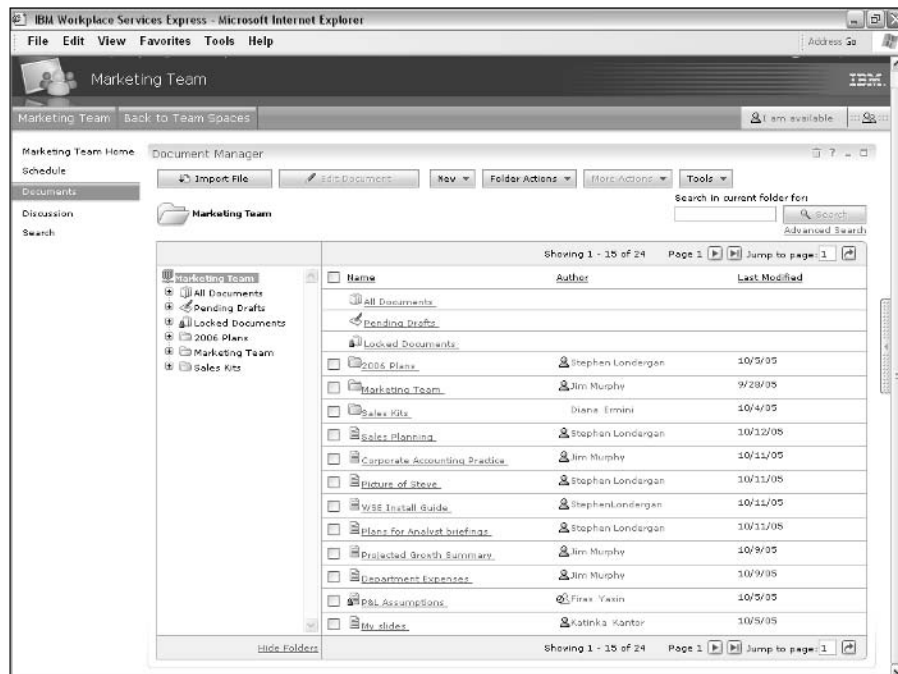 IBM Workplace Services Express - Microsoft Internet Explorer
File Edit View Favorites Tools Help Address Go
Marketing Team IBM.
Marketing Team Back to Team Spaces I am available
Marketing Team Home
Schedule
Documents
Discussion
Search
Document Manager ? - □
Import File Edit Document New Folder Actions More Actions Tools
Search in current folder for:
Marketing Team Search
Advanced Search
Showing 1 - 15 of 24 Page 1 Jump to page: 1
Marketing Team
All Documents
Pending Drafts
Locked Documents
2006 Plans
Marketing Team
Sales Kits
Hide Folders
Name Author Last Modified
All Documents
Pending Drafts
Locked Documents
2006 Plans Stephen Londergan 10/5/05
Marketing Team Jim Murphy 9/28/05
Sales Kits Diana Ermini 10/4/05
Sales Planning Stephen Londergan 10/12/05
Corporate Accounting Practice Jim Murphy 10/11/05
Picture of Steve Stephen Londergan 10/11/05
WSE Install Guide StephenLondergan 10/11/05
Plans for Analyst briefings Stephen Londergan 10/11/05
Projected Growth Summary Jim Murphy 10/9/05
Department Expenses Jim Murphy 10/9/05
P&L Assumptions Firas Yasin 10/5/05
My slides Katinka Kantor 10/5/05
Showing 1 - 15 of 24 Page 1 Jump to page: 1